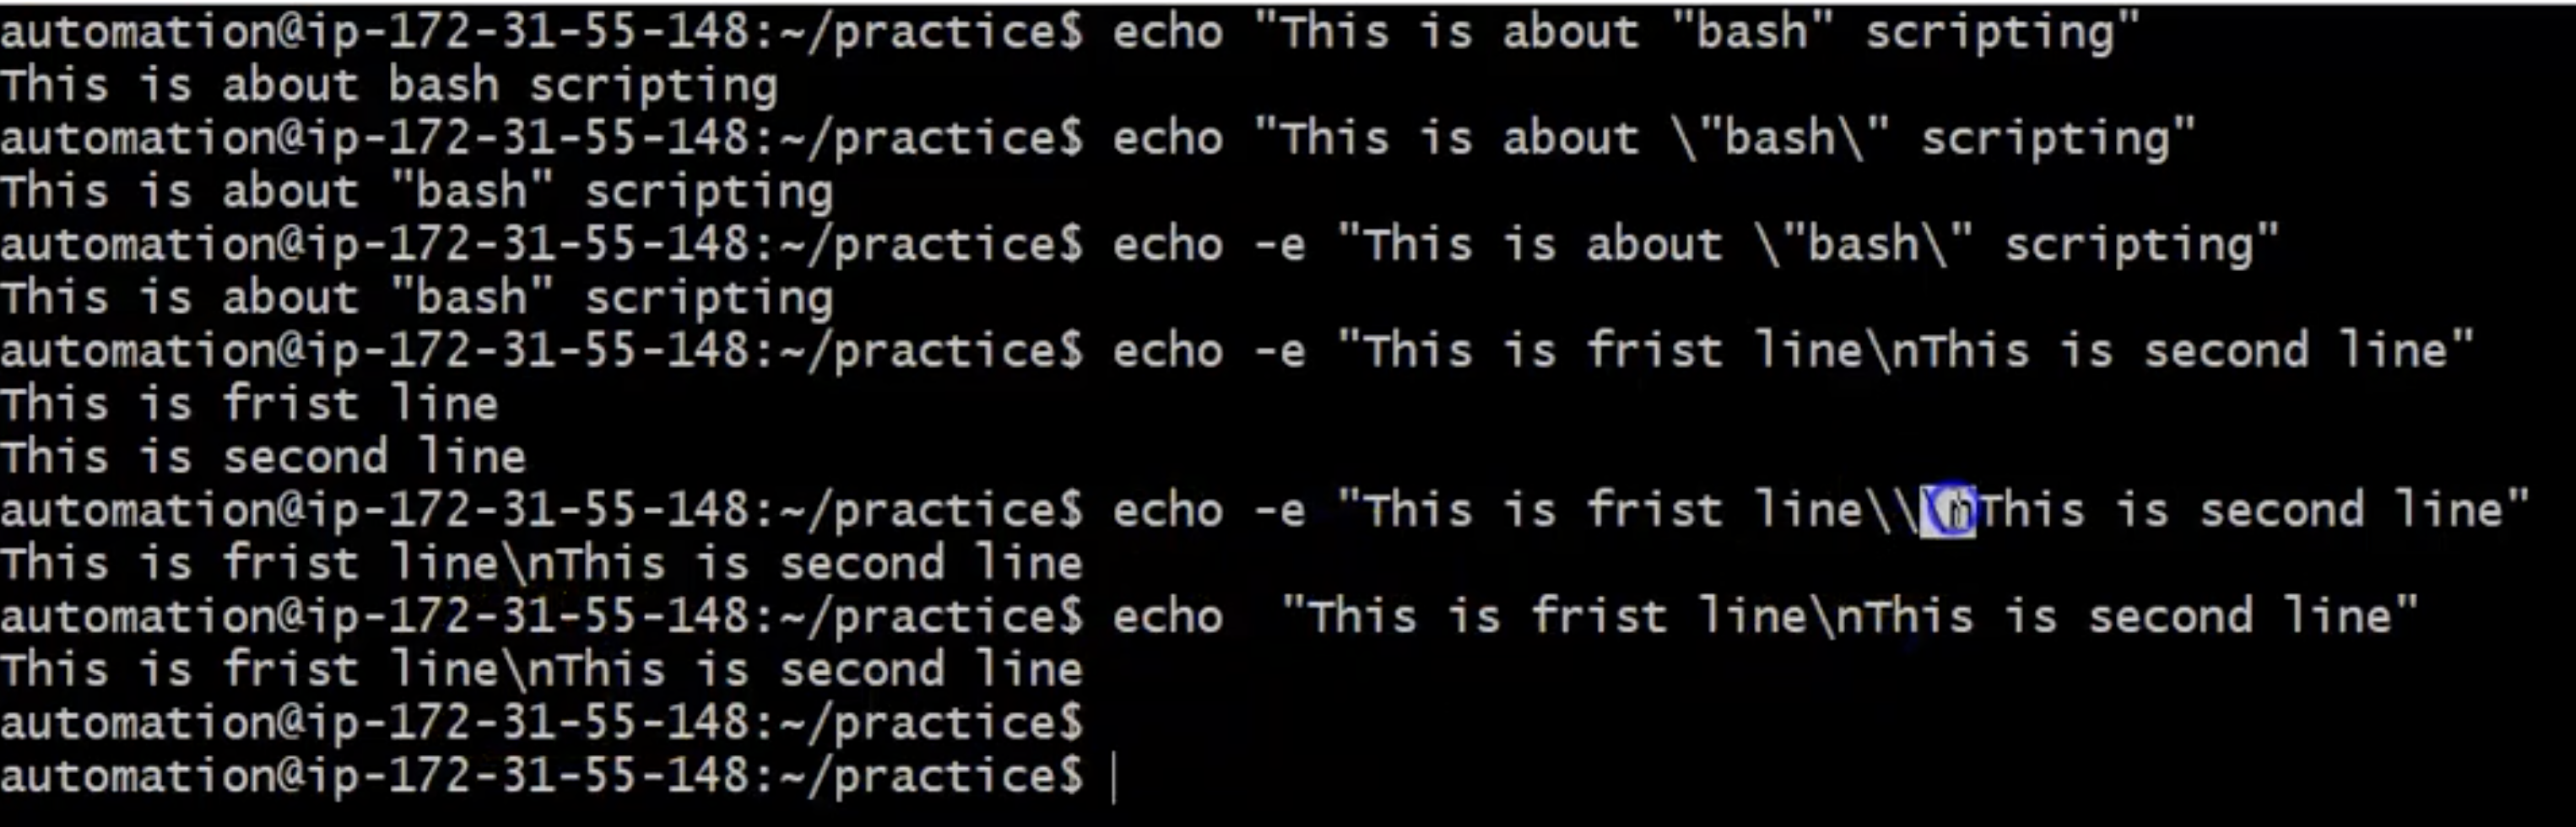 automation@ip-172-31-55-148:~/practice$ echo "This is about "bash" scripting"
This is about bash scripting
automation@ip-172-31-55-148:~/practice$ echo "This is about \"bash\" scripting"
This is about "bash" scripting
automation@ip-172-31-55-148:~/practice$ echo -e "This is about \"bash\" scripting"
This is about "bash" scripting
automation@ip-172-31-55-148:~/practice$ echo -e "This is frist line\nThis is second line"
This is frist line
This is second line
automation@ip-172-31-55-148:~/practice$ echo -e "This is frist line\\\nThis is second line"
This is frist line\nThis is second line
automation@ip-172-31-55-148:~/practice$ echo  "This is frist line\nThis is second line"
This is frist line\nThis is second line
automation@ip-172-31-55-148:~/practice$
automation@ip-172-31-55-148:~/practice$